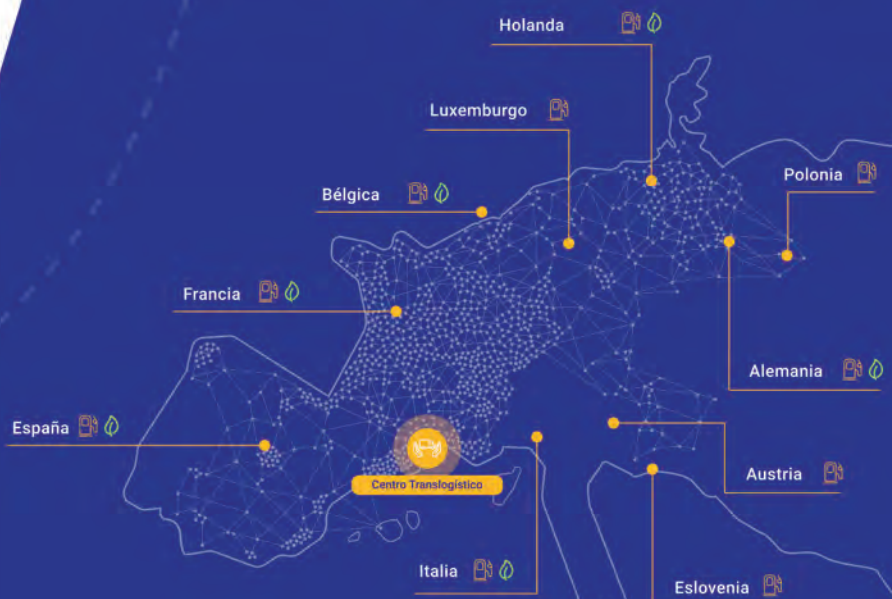 Holanda
Luxemburgo
Polonia
Bélgica
Francia
Alemania
España
Austria
Centro Translogístico
Italia
Eslovenia